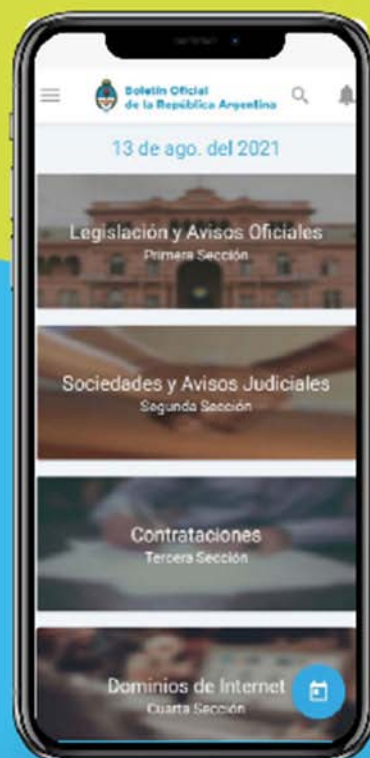 Boletín Oficial
de la República Argentina
13 de ago. del 2021
Legislación y Avisos Oficiales
Primera Sección
Sociedades y Avisos Judiciales
Segunda Sección
Contrataciones
Tercera Sección
Dominios de Internet
Cuarta Sección